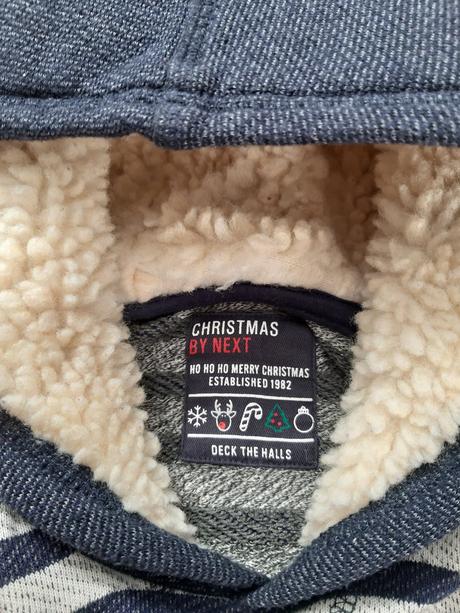 CHRISTMAS
BY NEXT
HO HO HO MERRY CHRISTMAS
ESTABLISHED 1982
DECK THE HALLS